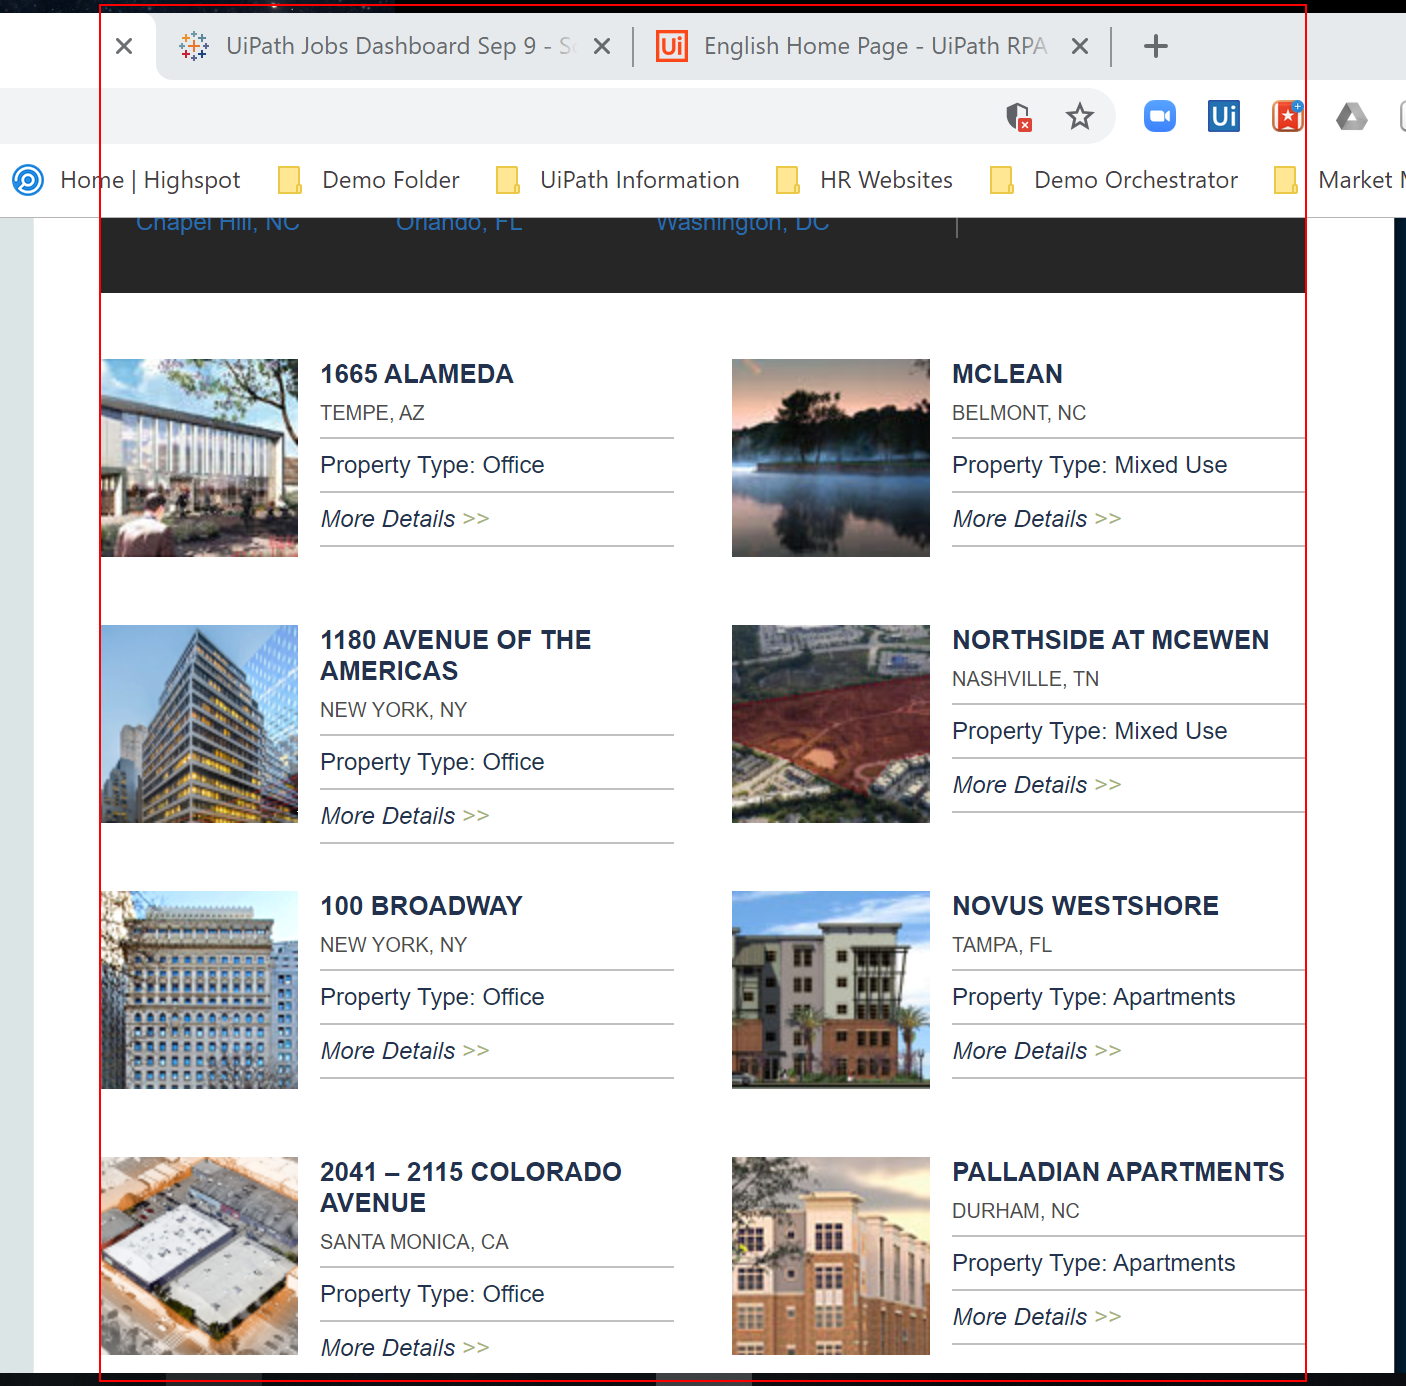 UiPath Jobs Dashboard Sep 9 - S
English Home Page - UiPath RPA
Ui
Ui
Home | Highspot
Demo Folder
UiPath Information
HR Websites
Demo Orchestrator
Market
Chapel Hill, NC
Orlando, FL
Washington, DC
1665 ALAMEDA
TEMPE, AZ
Property Type: Office
More Details >>
MCLEAN
BELMONT, NC
Property Type: Mixed Use
More Details >>
1180 AVENUE OF THE
AMERICAS
NEW YORK, NY
Property Type: Office
More Details >>
NORTHSIDE AT MCEWEN
NASHVILLE, TN
Property Type: Mixed Use
More Details >>
100 BROADWAY
NEW YORK, NY
Property Type: Office
More Details >>
NOVUS WESTSHORE
TAMPA, FL
Property Type: Apartments
More Details >>
2041 – 2115 COLORADO
AVENUE
SANTA MONICA, CA
Property Type: Office
More Details >>
PALLADIAN APARTMENTS
DURHAM, NC
Property Type: Apartments
More Details >>